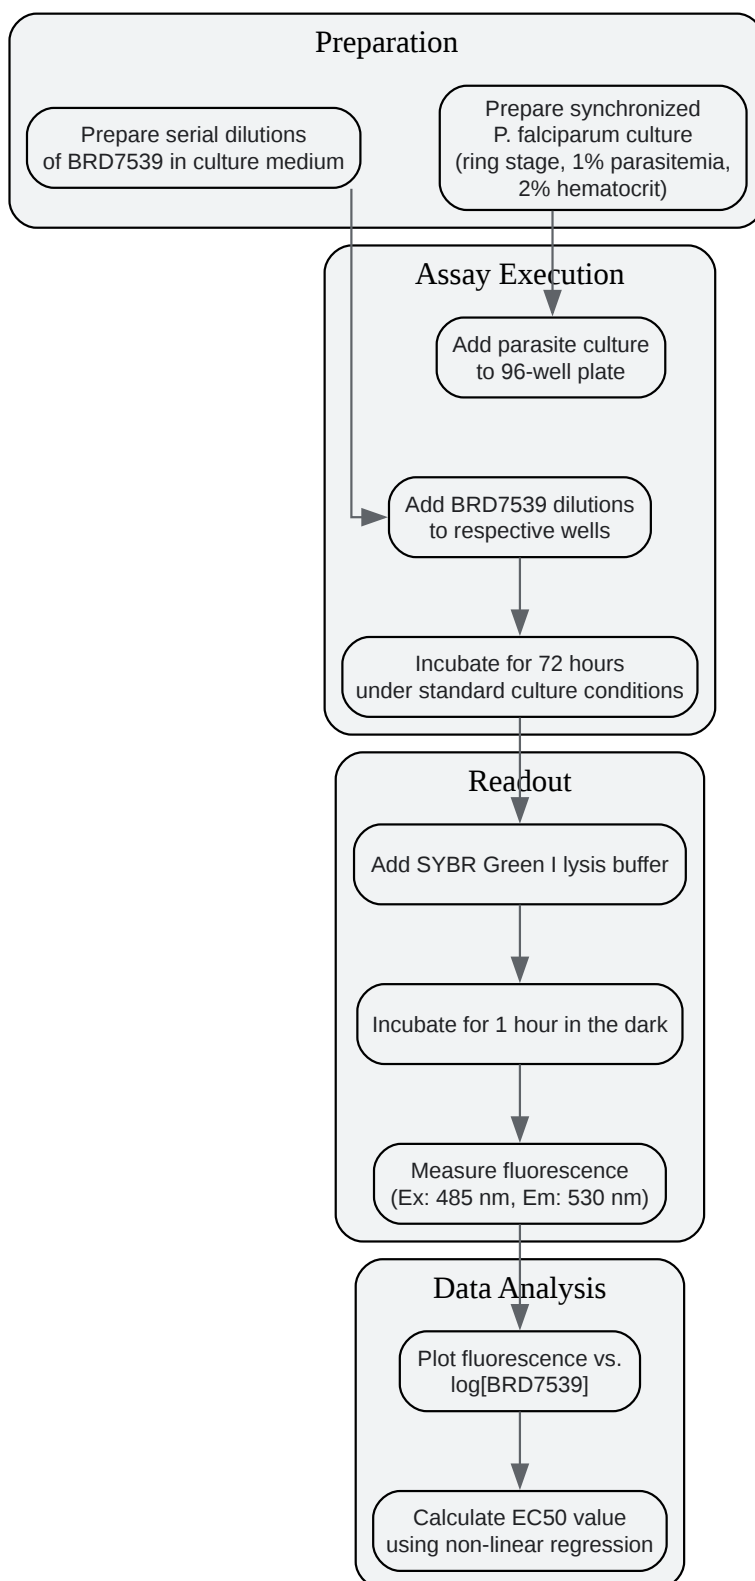 Preparation
Prepare serial dilutions
of BRD7539 in culture medium
Prepare synchronized
P. falciparum culture
(ring stage, 1% parasitemia,
2% hematocrit)
Assay Execution
Add parasite culture
to 96-well plate
Add BRD7539 dilutions
to respective wells
Incubate for 72 hours
under standard culture conditions
Readout
Add SYBR Green I lysis buffer
Incubate for 1 hour in the dark
Measure fluorescence
(Ex: 485 nm, Em: 530 nm)
Data Analysis
Plot fluorescence vs.
log[BRD7539]
Calculate EC50 value
using non-linear regression